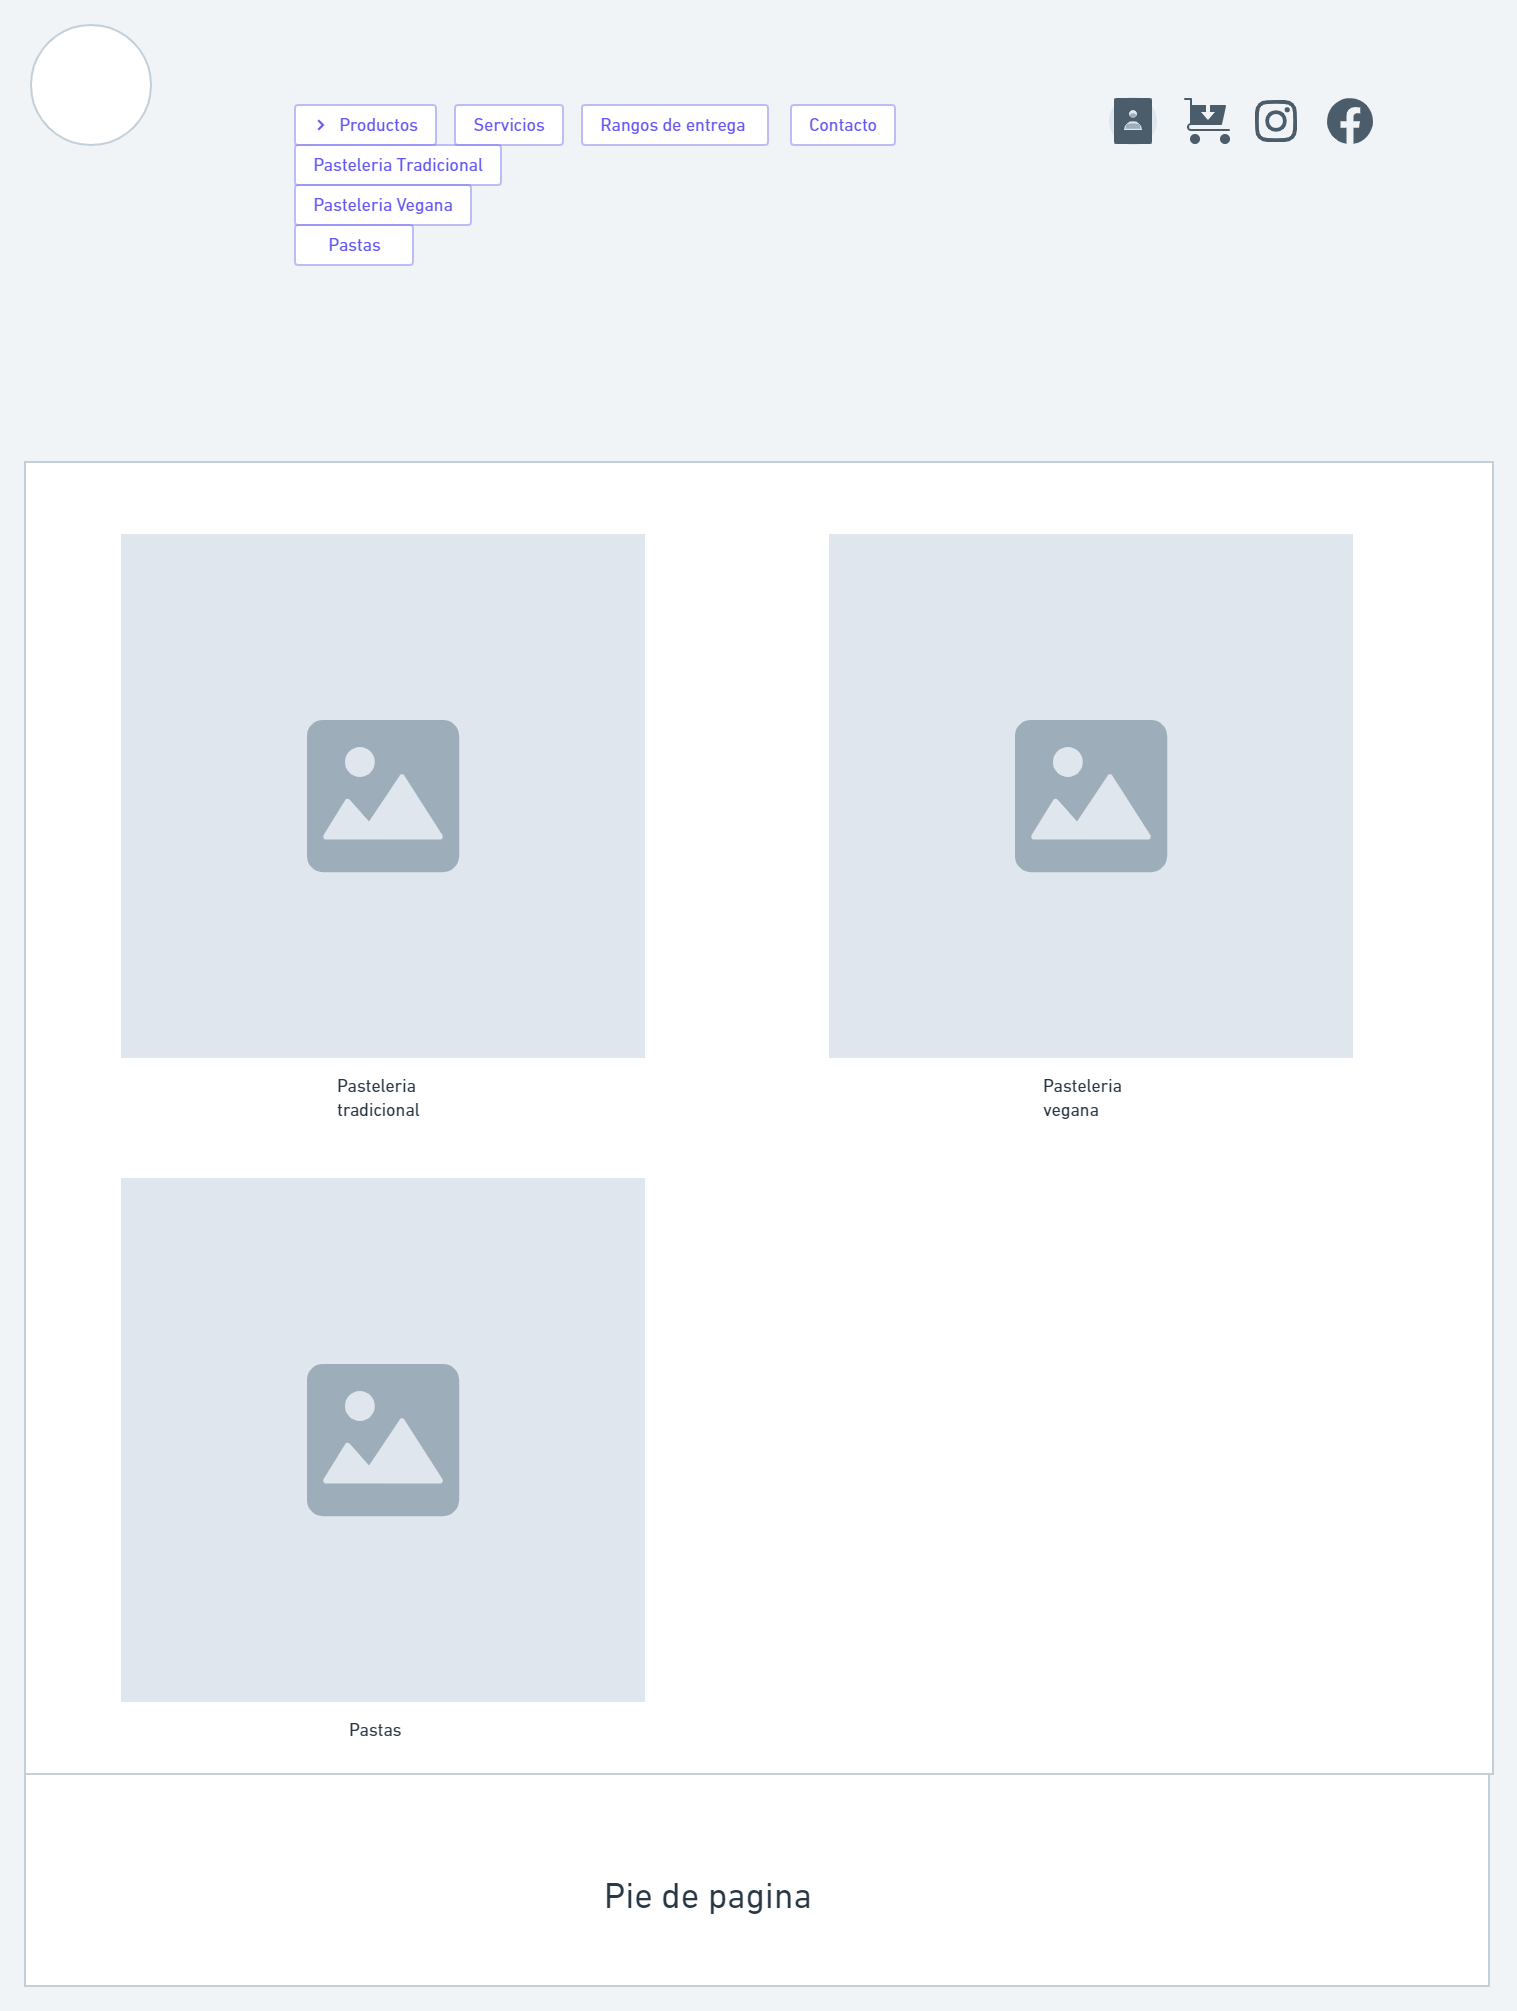 Productos
Servicios
Rangos de entrega
Contacto
Pasteleria Tradicional
Pasteleria Vegana
Pastas
Pasteleria
tradicional
Pasteleria
vegana
Pastas
Pie de pagina